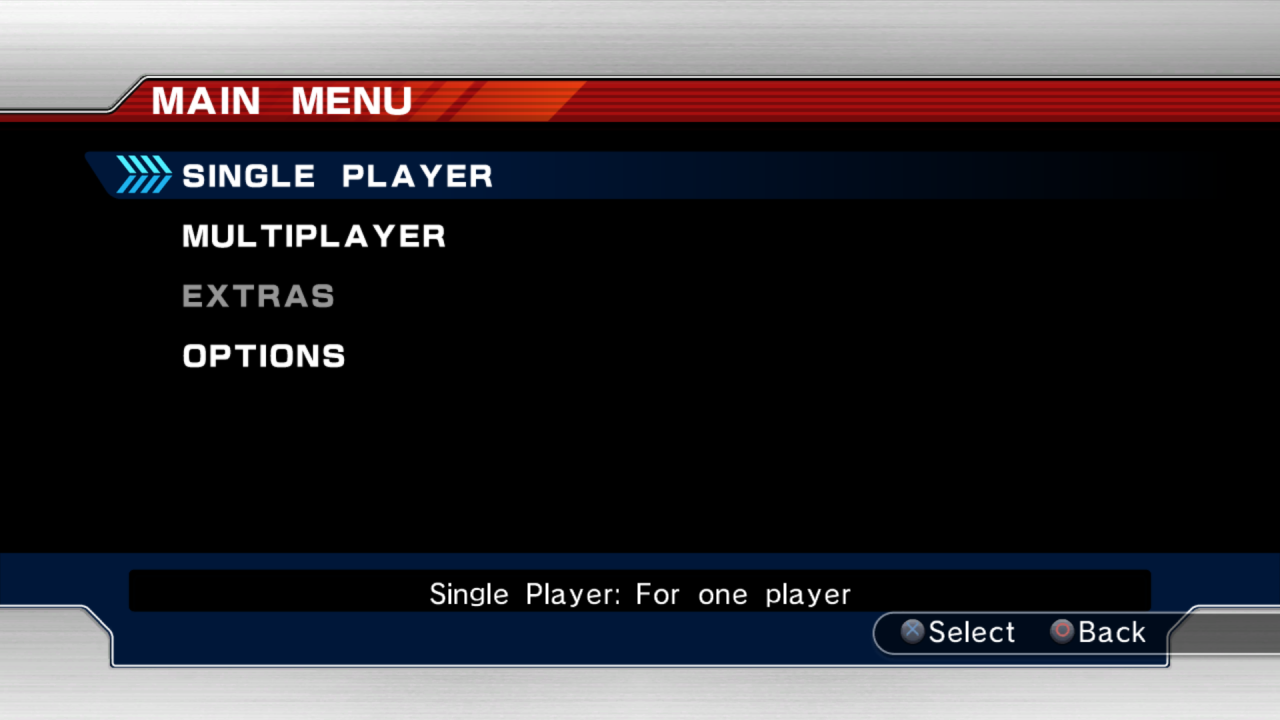 MAIN MENU
SINGLE PLAYER
MULTIPLAYER
EXTRAS
OPTIONS
Single Player: For one player
Select Back